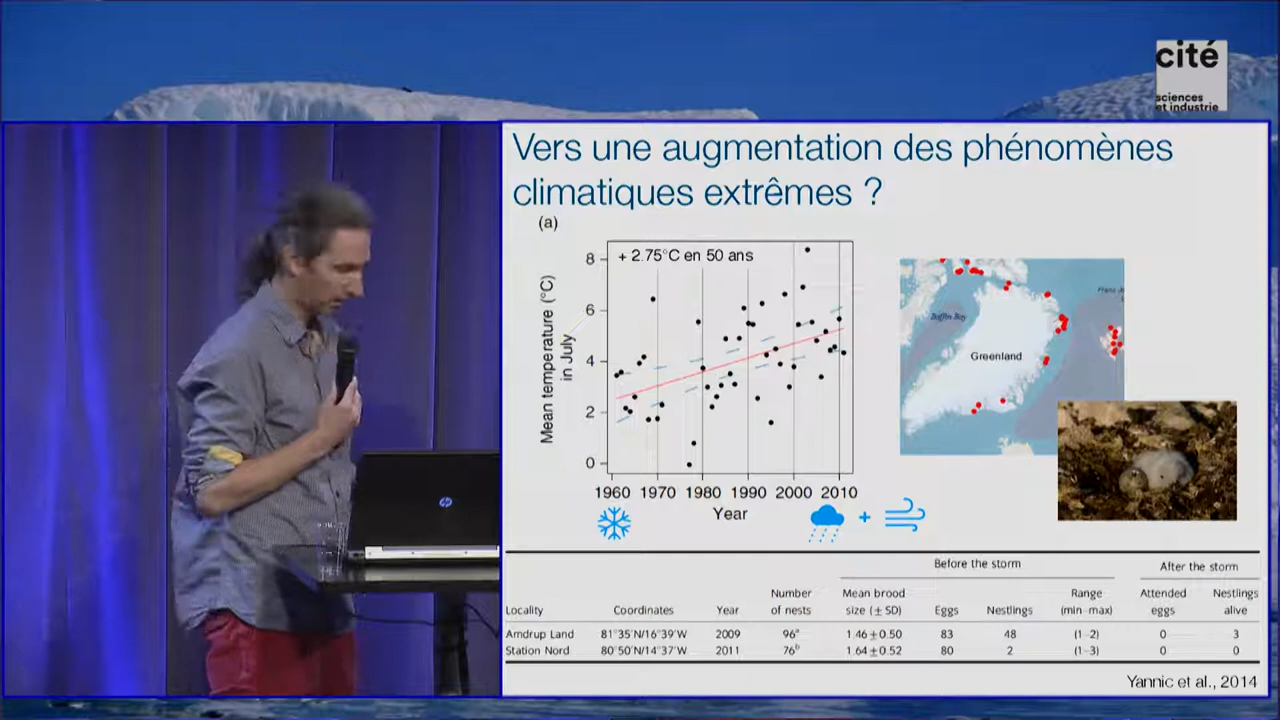 cité
sciences
et industrie
Vers une augmentation des phénomènes
climatiques extrêmes ?
(a)
+ 2.75°C en 50 ans
Mean temperature (°C)
in July
8
6
4
2
0
1960 1970 1980 1990 2000 2010
Year
Baffin Bay
Greenland
+
hp
Before the storm After the storm
Number Mean brood Range Attended Nestlings
Locality Coordinates Year of nests size (± SD) Eggs Nestlings (min–max) eggs alive
Amdrup Land 81°35′N/16°39′W 2009 96ª 1.46±0.50 83 48 (1–2) 0 3
Station Nord 80°50′N/14°37′W 2011 76ᵇ 1.64±0.52 80 2 (1–3) 0 0
Yannic et al., 2014